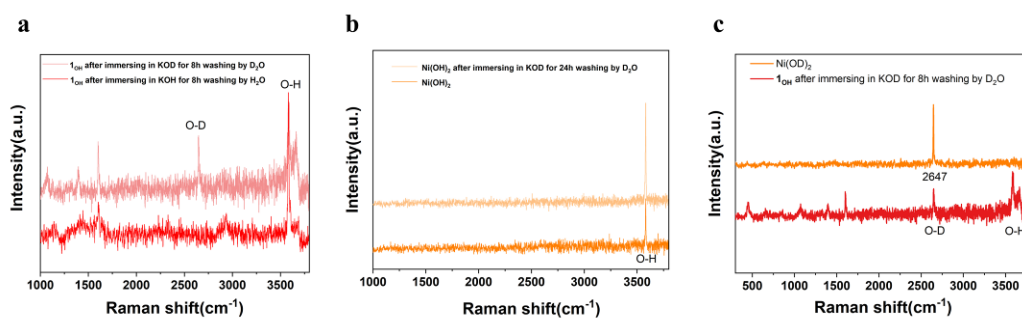 a
1OH after immersing in KOD for 8h washing by D2O
1OH after immersing in KOH for 8h washing by H2O
O-H
O-D
Intensity(a.u.)
1000 1500 2000 2500 3000 3500
Raman shift(cm-1)
b
Ni(OH)2 after immersing in KOD for 24h washing by D2O
Ni(OH)2
O-H
Intensity(a.u.)
1000 1500 2000 2500 3000 3500
Raman shift(cm-1)
c
Ni(OD)2
1OH after immersing in KOD for 8h washing by D2O
2647
O-D
O-H
Intensity(a.u.)
500 1000 1500 2000 2500 3000 3500
Raman shift(cm-1)